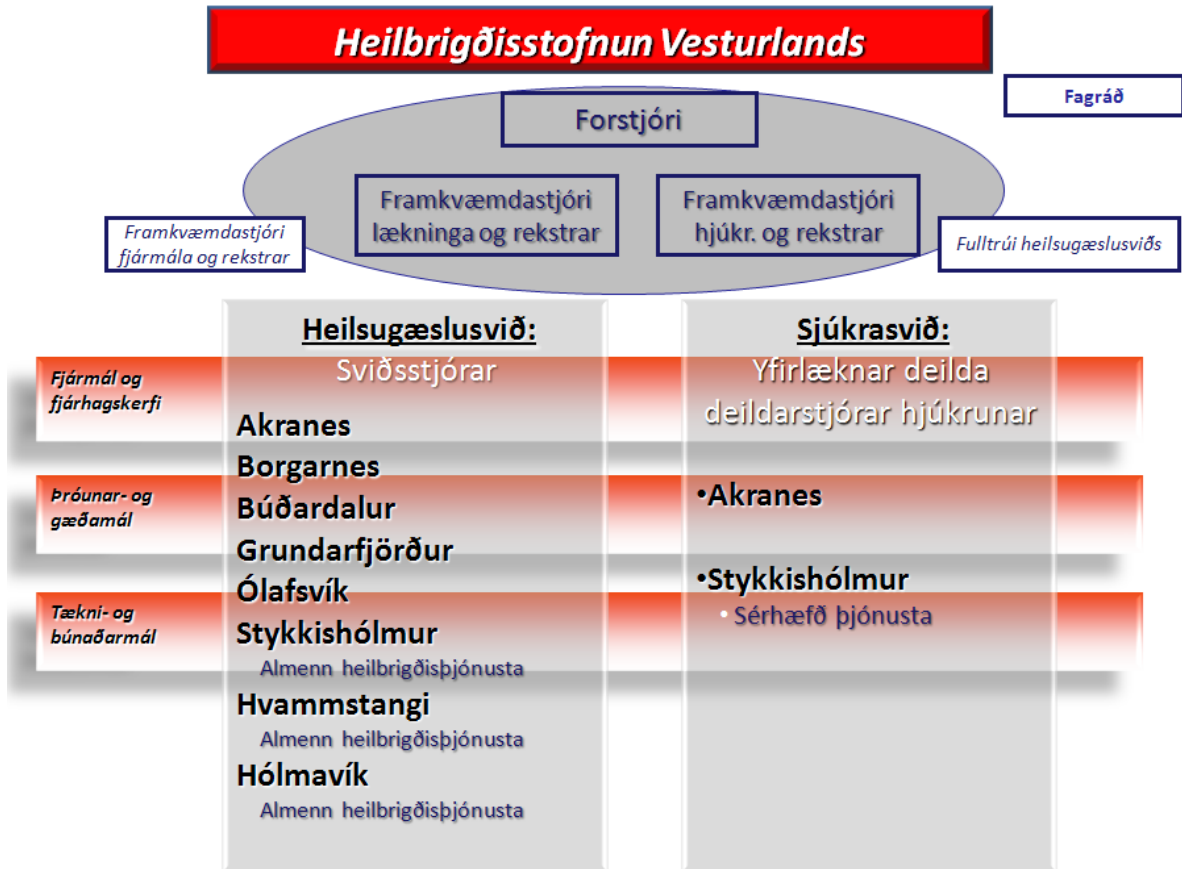 Heilbrigðisstofnun Vesturlands
Fagráð
Forstjóri
Framkvæmdastjóri
lækninga og rekstrar
Framkvæmdastjóri
hjúkr. og rekstrar
Framkvæmdastjóri
fjármála og rekstrar
Fulltrúi heilsugæslusviðs
Heilsugæslusvið:
Sviðsstjórar
Akranes
Borgarnes
Búðardalur
Grundarfjörður
Ólafsvík
Stykkishólmur
Almenn heilbrigðisþjónusta
Hvammstangi
Almenn heilbrigðisþjónusta
Hólmavík
Almenn heilbrigðisþjónusta
Sjúkrasvið:
Yfirlæknar deilda
deildarstjórar hjúkrunar
•Akranes
•Stykkishólmur
• Sérhæfð þjónusta
Fjármál og
fjárhagskerfi
Þróunar- og
gæðamál
Tækni- og
búnaðarmál